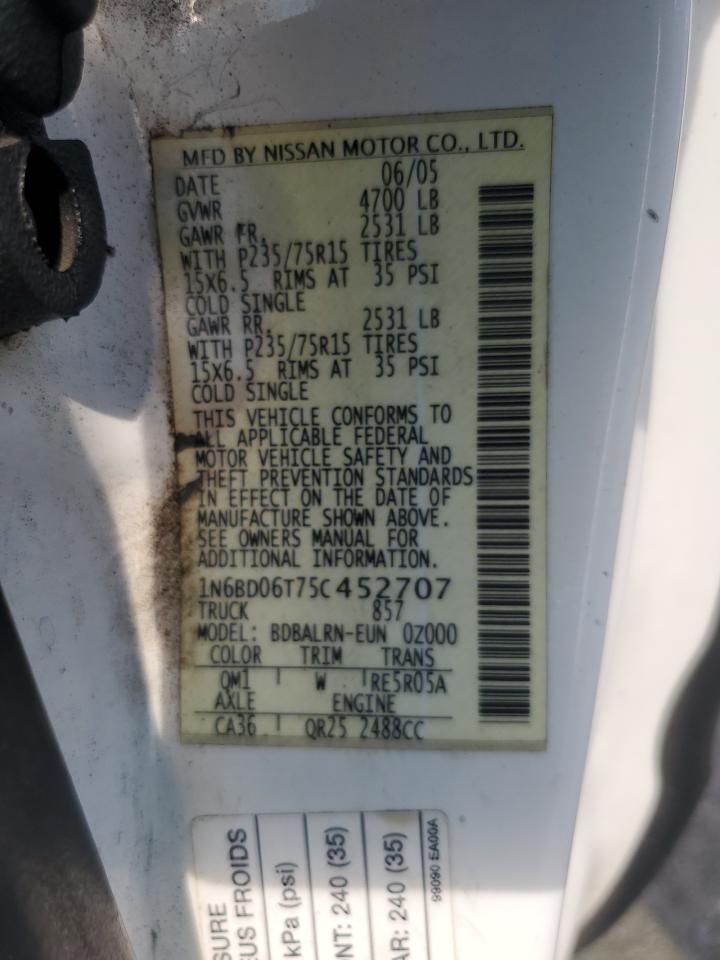 MFD BY NISSAN MOTOR CO., LTD.
DATE 06/05
GVWR 4700 LB
GAWR FR. 2531 LB
WITH P235/75R15 TIRES
15X6.5 RIMS AT 35 PSI
COLD SINGLE
GAWR RR. 2531 LB
WITH P235/75R15 TIRES
15X6.5 RIMS AT 35 PSI
COLD SINGLE
THIS VEHICLE CONFORMS TO
ALL APPLICABLE FEDERAL
MOTOR VEHICLE SAFETY AND
THEFT PREVENTION STANDARDS
IN EFFECT ON THE DATE OF
MANUFACTURE SHOWN ABOVE.
SEE OWNERS MANUAL FOR
ADDITIONAL INFORMATION.
1N6BD06T75C452707
TRUCK 857
MODEL: BDBALRN-EUN 0Z000
COLOR TRIM TRANS
QM1 W RE5R05A
AXLE ENGINE
CA36 QR25 2488CC
SURE
EUS FROIDS
kPa (psi)
NT: 240 (35)
AR: 240 (35)
99090 EA00A